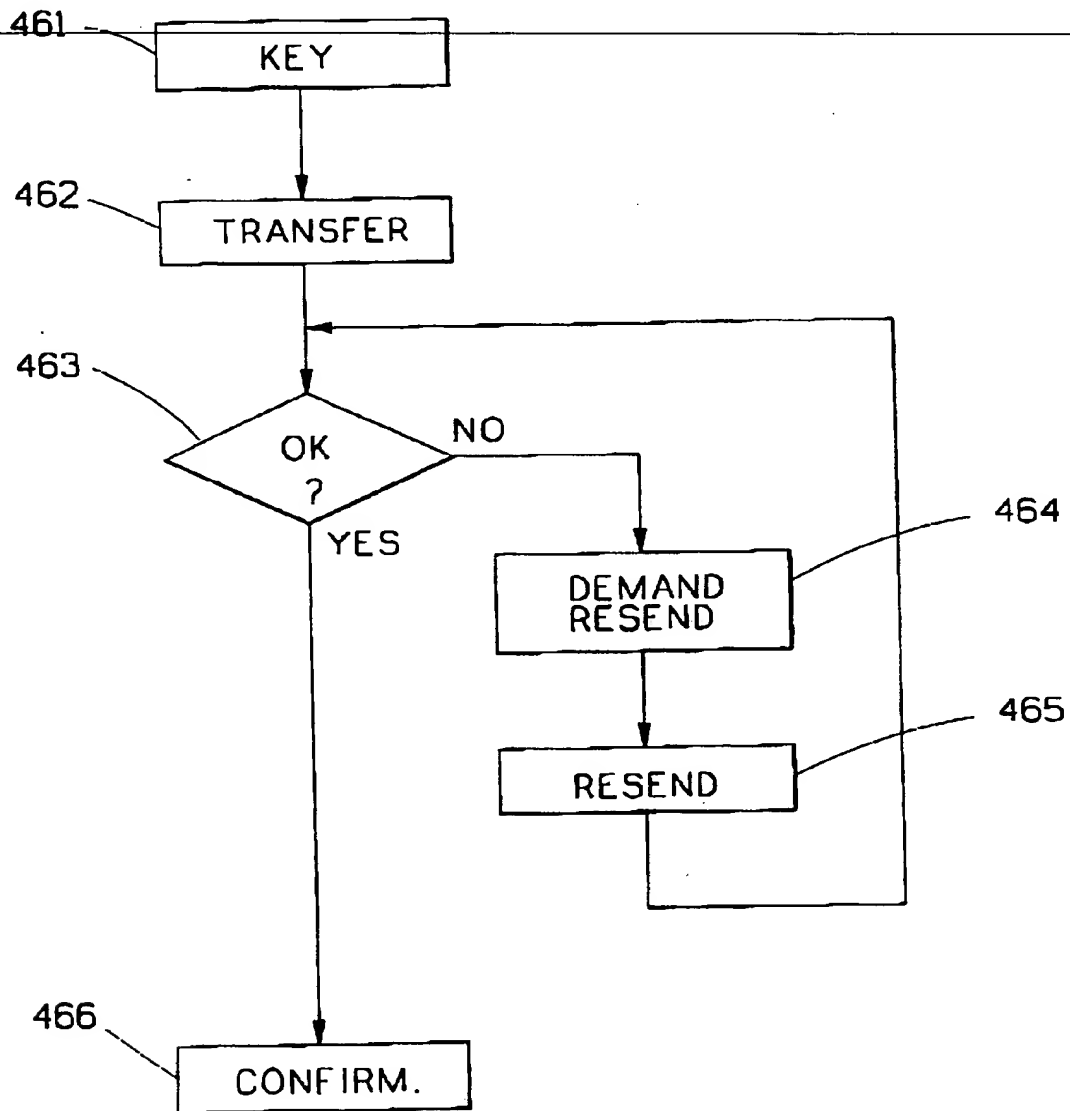 461
KEY
462
TRANSFER
463
OK
?
NO
YES
464
DEMAND
RESEND
465
RESEND
466
CONFIRM.